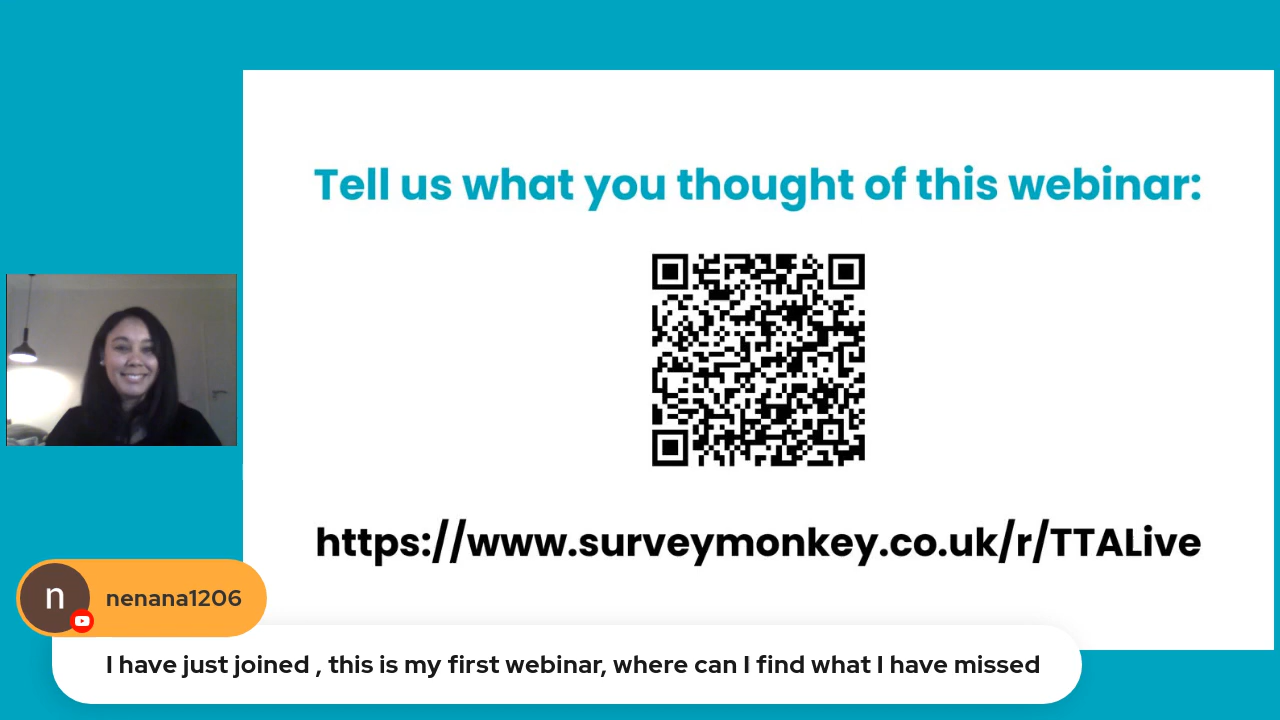 Tell us what you thought of this webinar:
https://www.surveymonkey.co.uk/r/TTALive
n
nenana1206
I have just joined , this is my first webinar, where can I find what I have missed